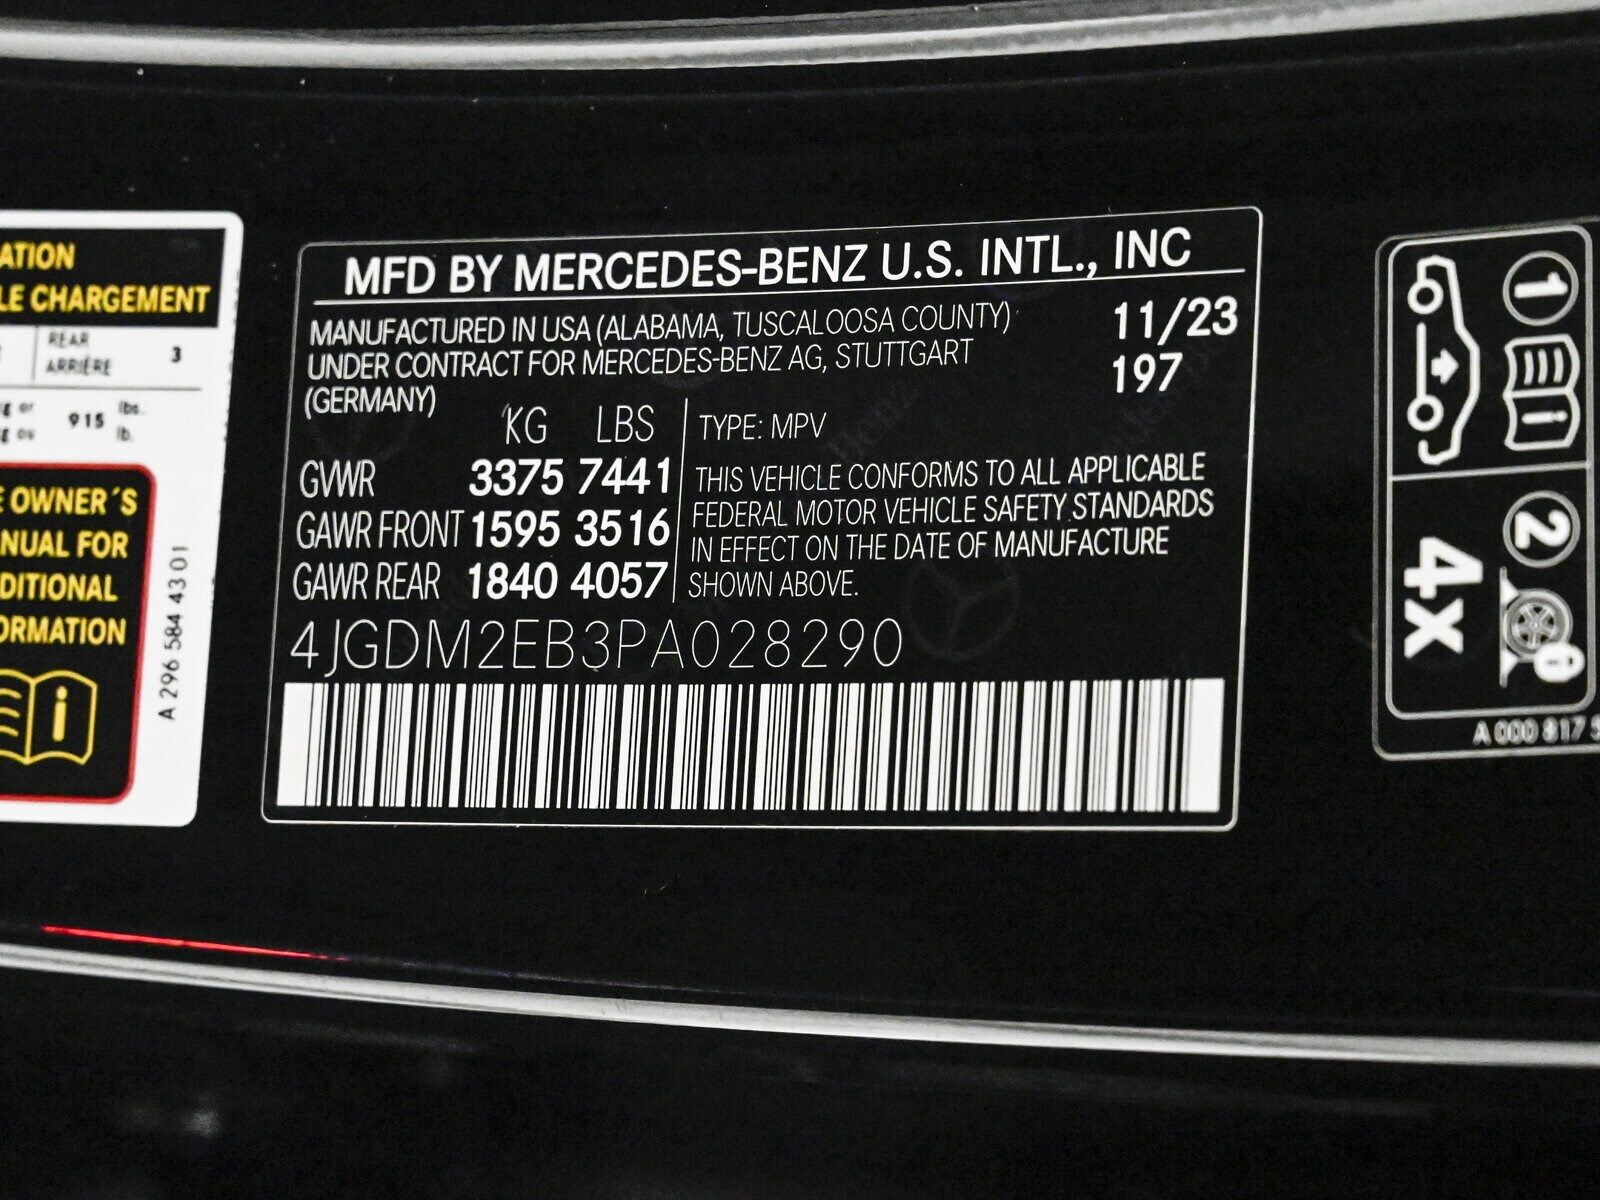 ATION
LE CHARGEMENT
REAR
ARRIÈRE 3
915 lbs.
lb.
E OWNER´S
NUAL FOR
DITIONAL
ORMATION
i
A 296 584 43 01
MFD BY MERCEDES-BENZ U.S. INTL., INC
MANUFACTURED IN USA (ALABAMA, TUSCALOOSA COUNTY) 11/23
UNDER CONTRACT FOR MERCEDES-BENZ AG, STUTTGART 197
(GERMANY)
KG LBS
GVWR 3375 7441
GAWR FRONT 1595 3516
GAWR REAR 1840 4057
TYPE: MPV
THIS VEHICLE CONFORMS TO ALL APPLICABLE
FEDERAL MOTOR VEHICLE SAFETY STANDARDS
IN EFFECT ON THE DATE OF MANUFACTURE
SHOWN ABOVE.
4JGDM2EB3PA028290
1
i
2
4x
A 000 817 5